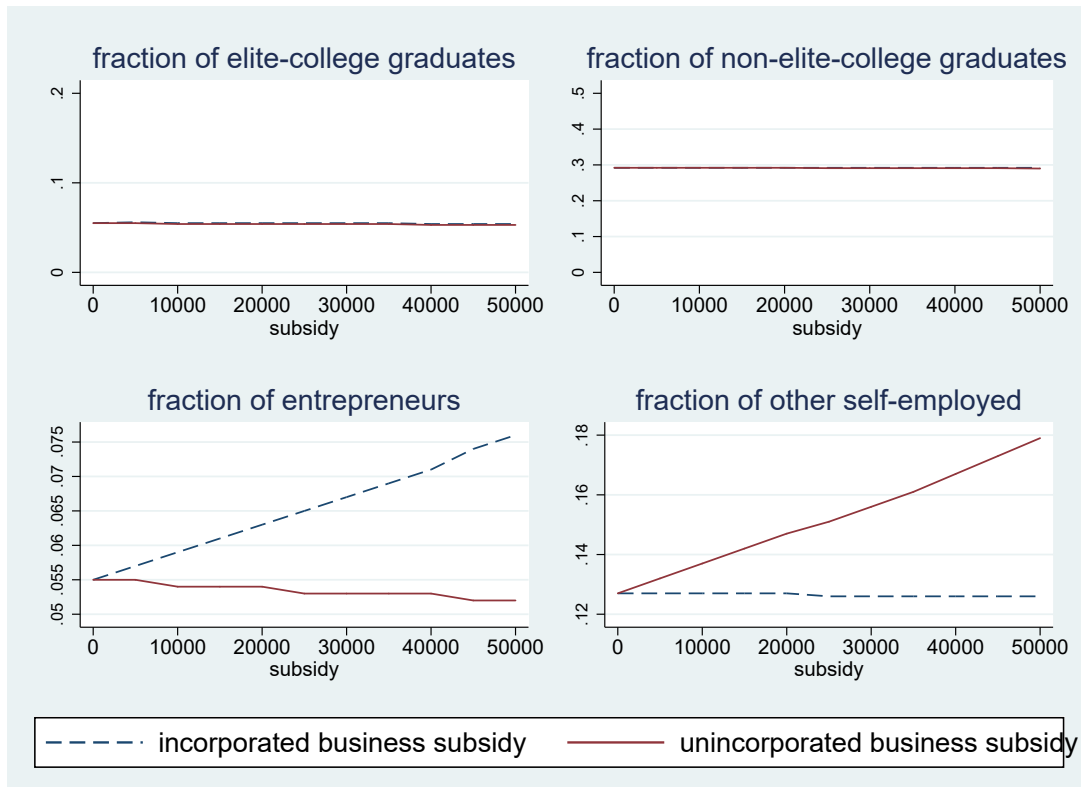 fraction of elite-college graduates
.2
.1
0
0 10000 20000 30000 40000 50000
subsidy
fraction of non-elite-college graduates
.5
.4
.3
.2
.1
0
0 10000 20000 30000 40000 50000
subsidy
fraction of entrepreneurs
.075
.07
.065
.06
.055
.05
0 10000 20000 30000 40000 50000
subsidy
fraction of other self-employed
.18
.16
.14
.12
0 10000 20000 30000 40000 50000
subsidy
incorporated business subsidy
unincorporated business subsidy